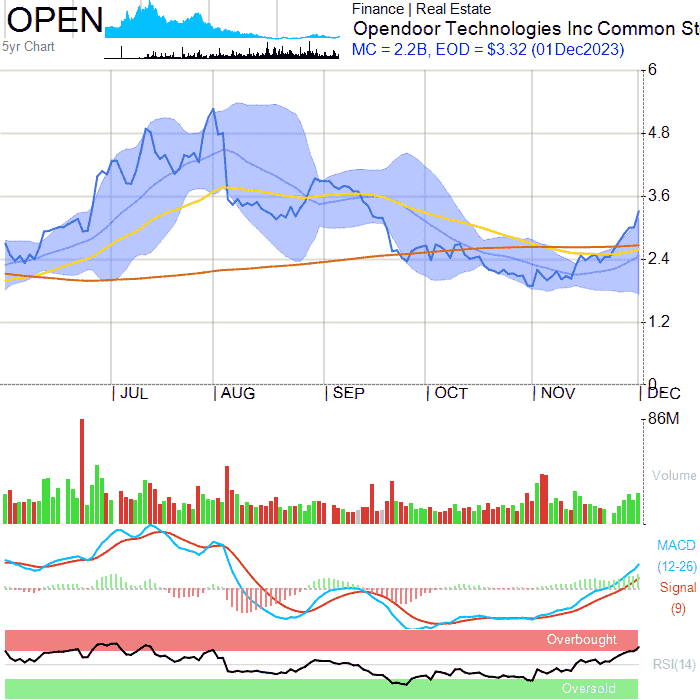 OPEN
5yr Chart
Finance | Real Estate
Opendoor Technologies Inc Common St
MC = 2.2B, EOD = $3.32 (01Dec2023)
6
4.8
3.6
2.4
1.2
0
JUL AUG SEP OCT NOV DEC
86M
Volume
MACD
(12-26)
Signal
(9)
Overbought
RSI(14)
Oversold